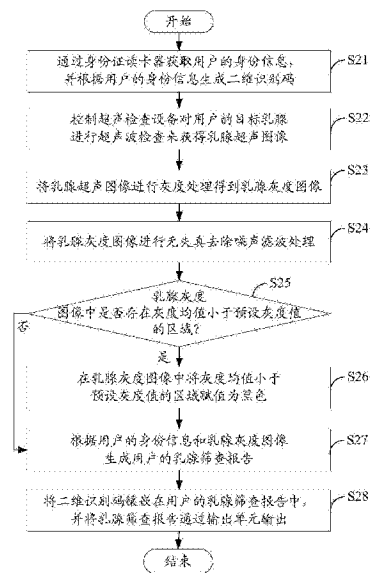 开始
通过身份证读卡器获取用户的身份信息，
并根据用户的身份信息生成二维识别码
S21
控制超声检查设备对用户的目标乳腺
进行超声波检查来获得乳腺超声图像
S22
将乳腺超声图像进行灰度处理得到乳腺灰度图像
S23
将乳腺灰度图像进行无失真去除噪声滤波处理
S24
乳腺灰度
图像中是否存在灰度均值小于预设灰度值
的区域？
S25
否
是
在乳腺灰度图像中将灰度均值小于
预设灰度值的区域赋值为黑色
S26
根据用户的身份信息和乳腺灰度图像
生成用户的乳腺筛查报告
S27
将二维识别码镶嵌在用户的乳腺筛查报告中，
并将乳腺筛查报告通过输出单元输出
S28
结束